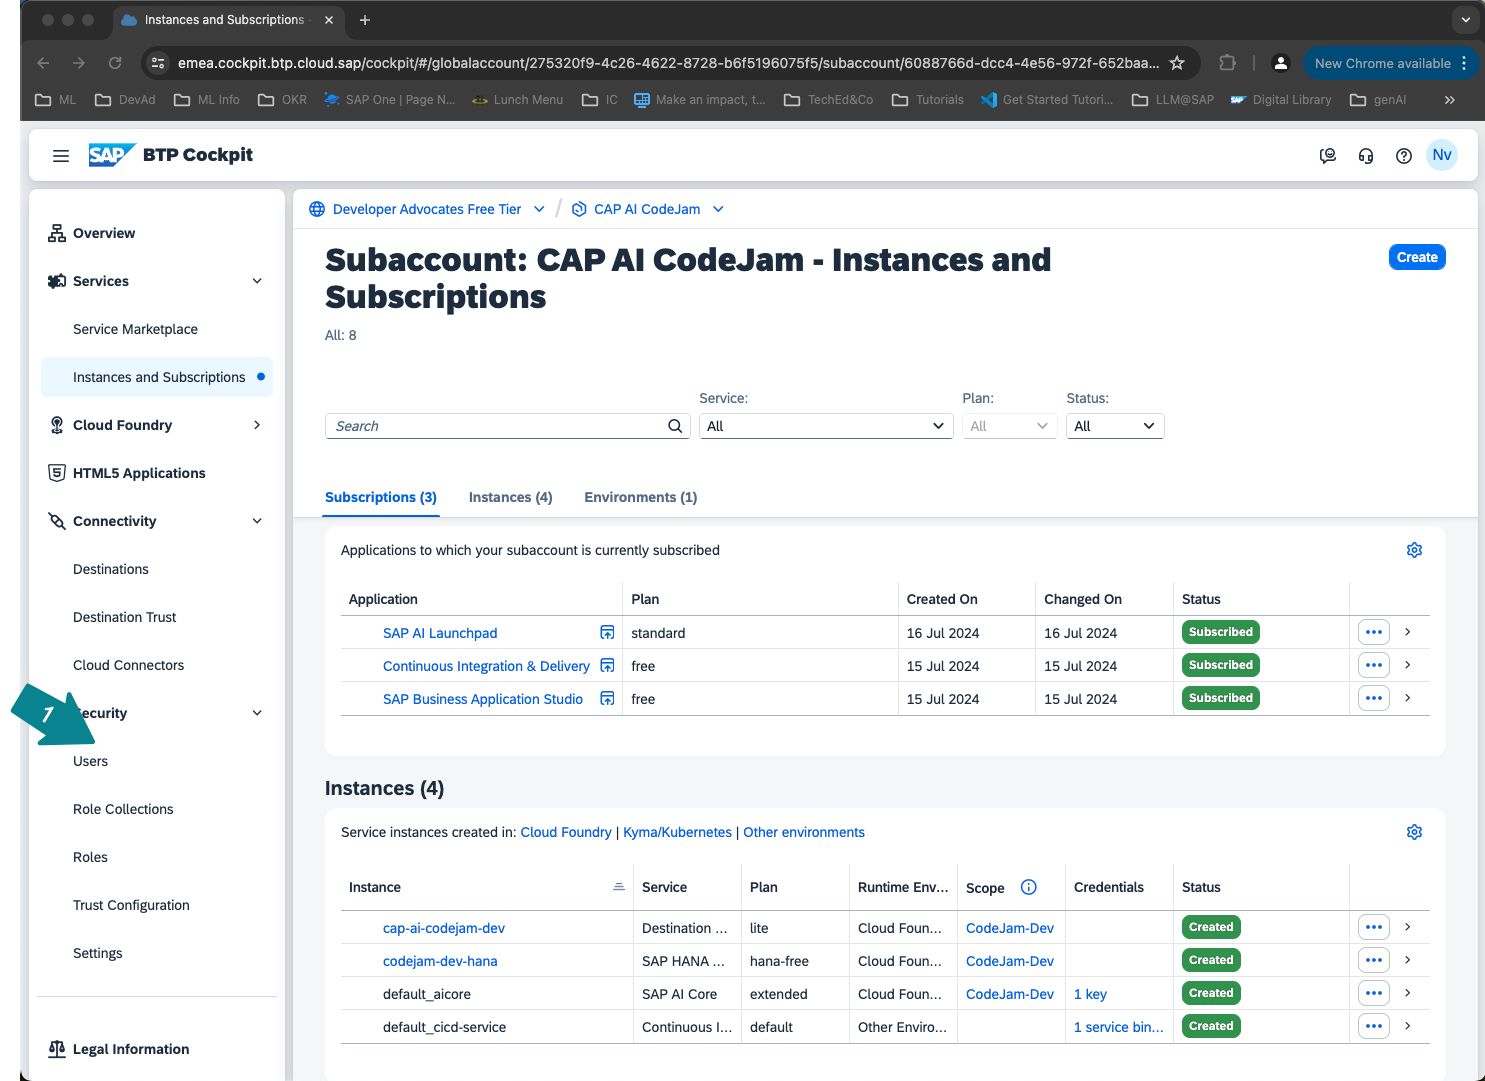 Instances and Subscriptions
emea.cockpit.btp.cloud.sap/cockpit/#/globalaccount/275320f9-4c26-4622-8728-b6f5196075f5/subaccount/6088766d-dcc4-4e56-972f-652baa...
New Chrome available
ML
DevAd
ML Info
OKR
SAP One | Page N...
Lunch Menu
IC
Make an impact, t...
TechEd&Co
Tutorials
Get Started Tutori...
LLM@SAP
SAP
Digital Library
genAI
SAP BTP Cockpit
Nv
Overview
Services
Service Marketplace
Instances and Subscriptions
Cloud Foundry
HTML5 Applications
Connectivity
Destinations
Destination Trust
Cloud Connectors
1
ecurity
Users
Role Collections
Roles
Trust Configuration
Settings
Legal Information
Developer Advocates Free Tier / CAP AI CodeJam
Subaccount: CAP AI CodeJam - Instances and
Subscriptions
Create
All: 8
Service: Plan: Status:
Search All All All
Subscriptions (3) Instances (4) Environments (1)
Applications to which your subaccount is currently subscribed
Application Plan Created On Changed On Status
SAP AI Launchpad standard 16 Jul 2024 16 Jul 2024 Subscribed
Continuous Integration & Delivery free 15 Jul 2024 15 Jul 2024 Subscribed
SAP Business Application Studio free 15 Jul 2024 15 Jul 2024 Subscribed
Instances (4)
Service instances created in: Cloud Foundry | Kyma/Kubernetes | Other environments
Instance Service Plan Runtime Env... Scope Credentials Status
cap-ai-codejam-dev Destination ... lite Cloud Foun... CodeJam-Dev Created
codejam-dev-hana SAP HANA ... hana-free Cloud Foun... CodeJam-Dev Created
default_aicore SAP AI Core extended Cloud Foun... CodeJam-Dev 1 key Created
default_cicd-service Continuous I... default Other Enviro... 1 service bin... Created